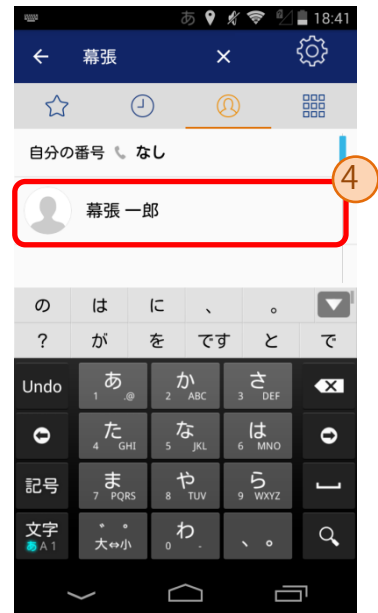 あ 18:41
幕張
自分の番号 なし
4
幕張 一郎
の は に 、 。
? が を です と で
Undo あ 1 .@ か 2 ABC さ 3 DEF
た 4 GHI な 5 JKL は 6 MNO
記号 ま 7 PQRS や 8 TUV ら 9 WXYZ
文字 あA1 ゛゜ 大⇔小 わ 0 - 、。